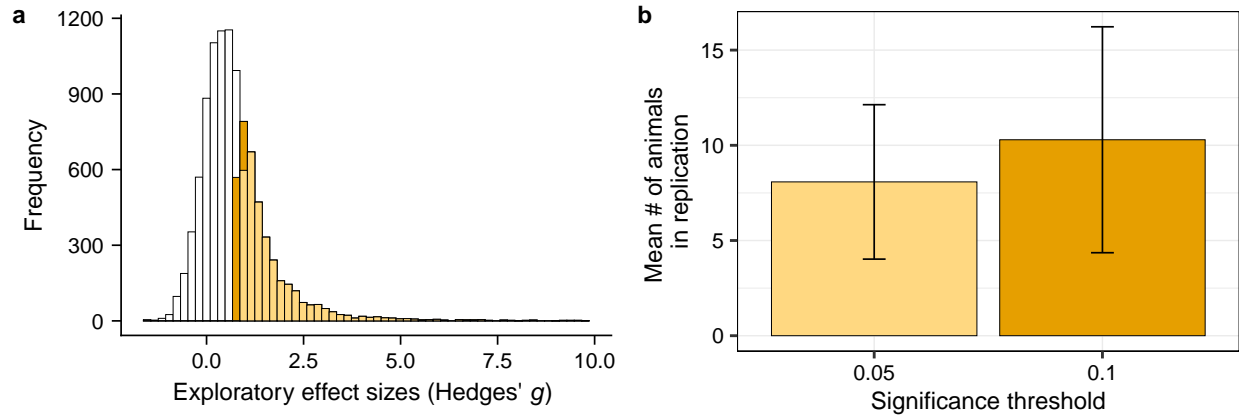 a
1200
900
600
300
0
Frequency
0.0 2.5 5.0 7.5 10.0
Exploratory effect sizes (Hedges' g)
b
15
10
5
0
Mean # of animals
in replication
0.05 0.1
Significance threshold